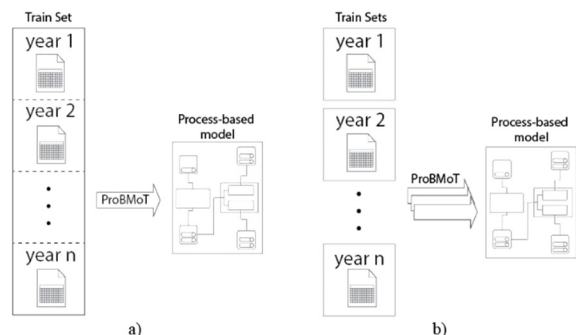 Train Set
year 1
year 2
year n
ProBMoT
Process-based
model
a)
Train Sets
year 1
year 2
year n
ProBMoT
Process-based
model
b)